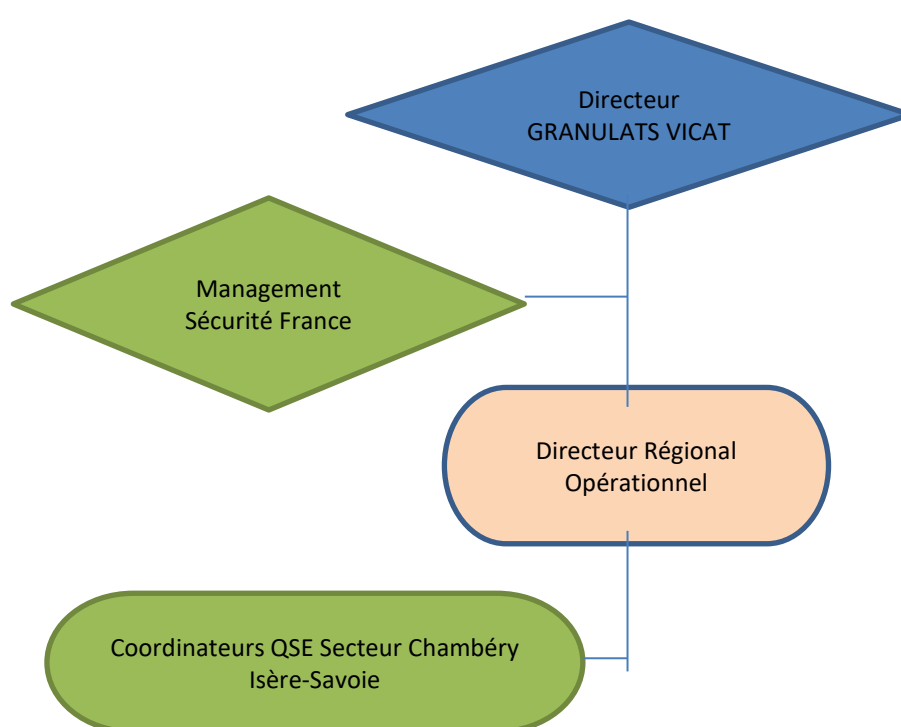 Directeur
GRANULATS VICAT
Management
Sécurité France
Directeur Régional
Opérationnel
Coordinateurs QSE Secteur Chambéry
Isère-Savoie